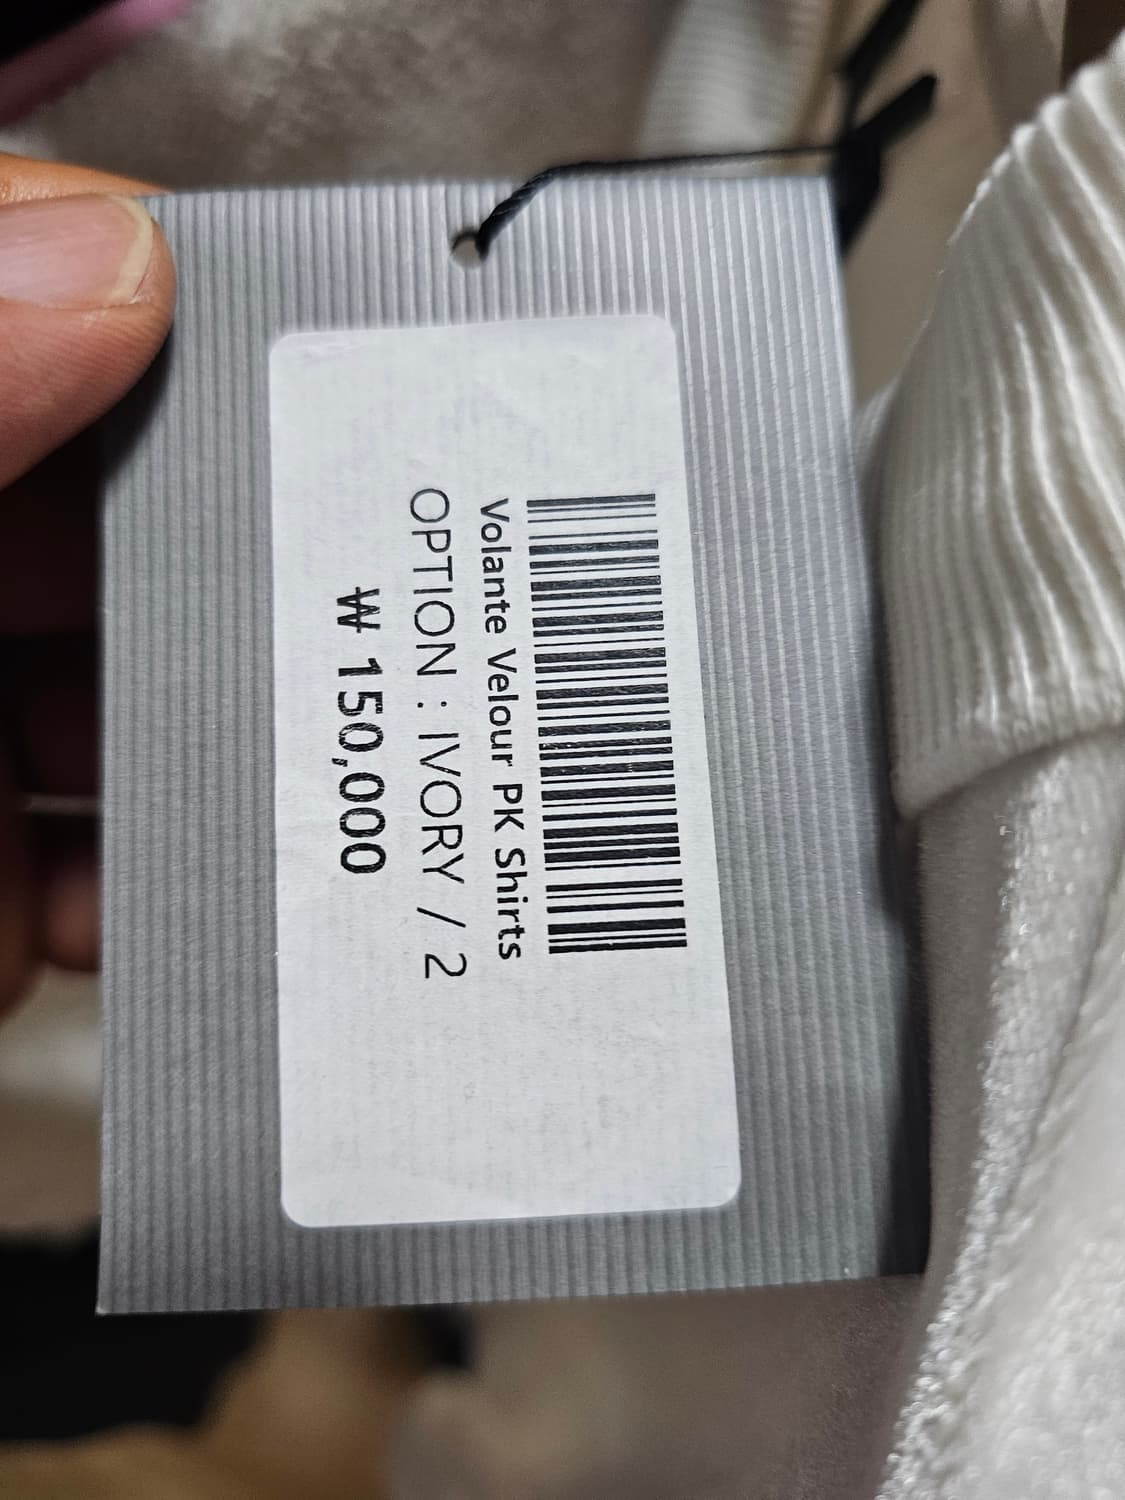 Volante Velour PK Shirts
OPTION : IVORY / 2
₩ 150,000